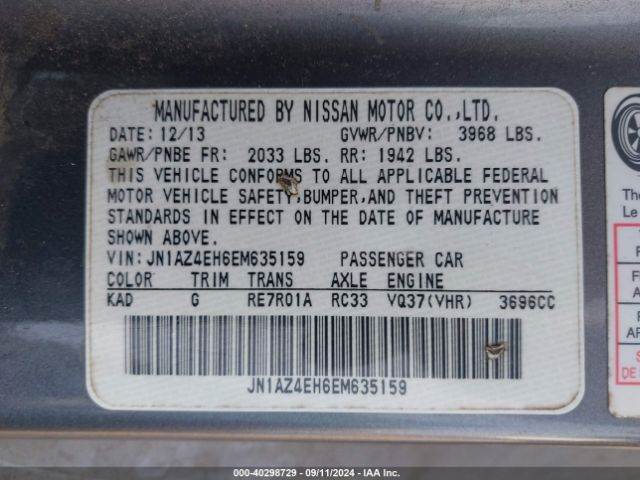 MANUFACTURED BY NISSAN MOTOR CO.,LTD.
DATE: 12/13 GVWR/PNBV: 3968 LBS.
GAWR/PNBE FR: 2033 LBS. RR: 1942 LBS.
THIS VEHICLE CONFORMS TO ALL APPLICABLE FEDERAL
MOTOR VEHICLE SAFETY,BUMPER,AND THEFT PREVENTION
STANDARDS IN EFFECT ON THE DATE OF MANUFACTURE
SHOWN ABOVE.
VIN: JN1AZ4EH6EM635159 PASSENGER CAR
COLOR TRIM TRANS AXLE ENGINE
KAD G RE7R01A RC33 VQ37(VHR) 3696CC
JN1AZ4EH6EM635159
The
Le
000-40298729 - 09/11/2024 - IAA Inc.